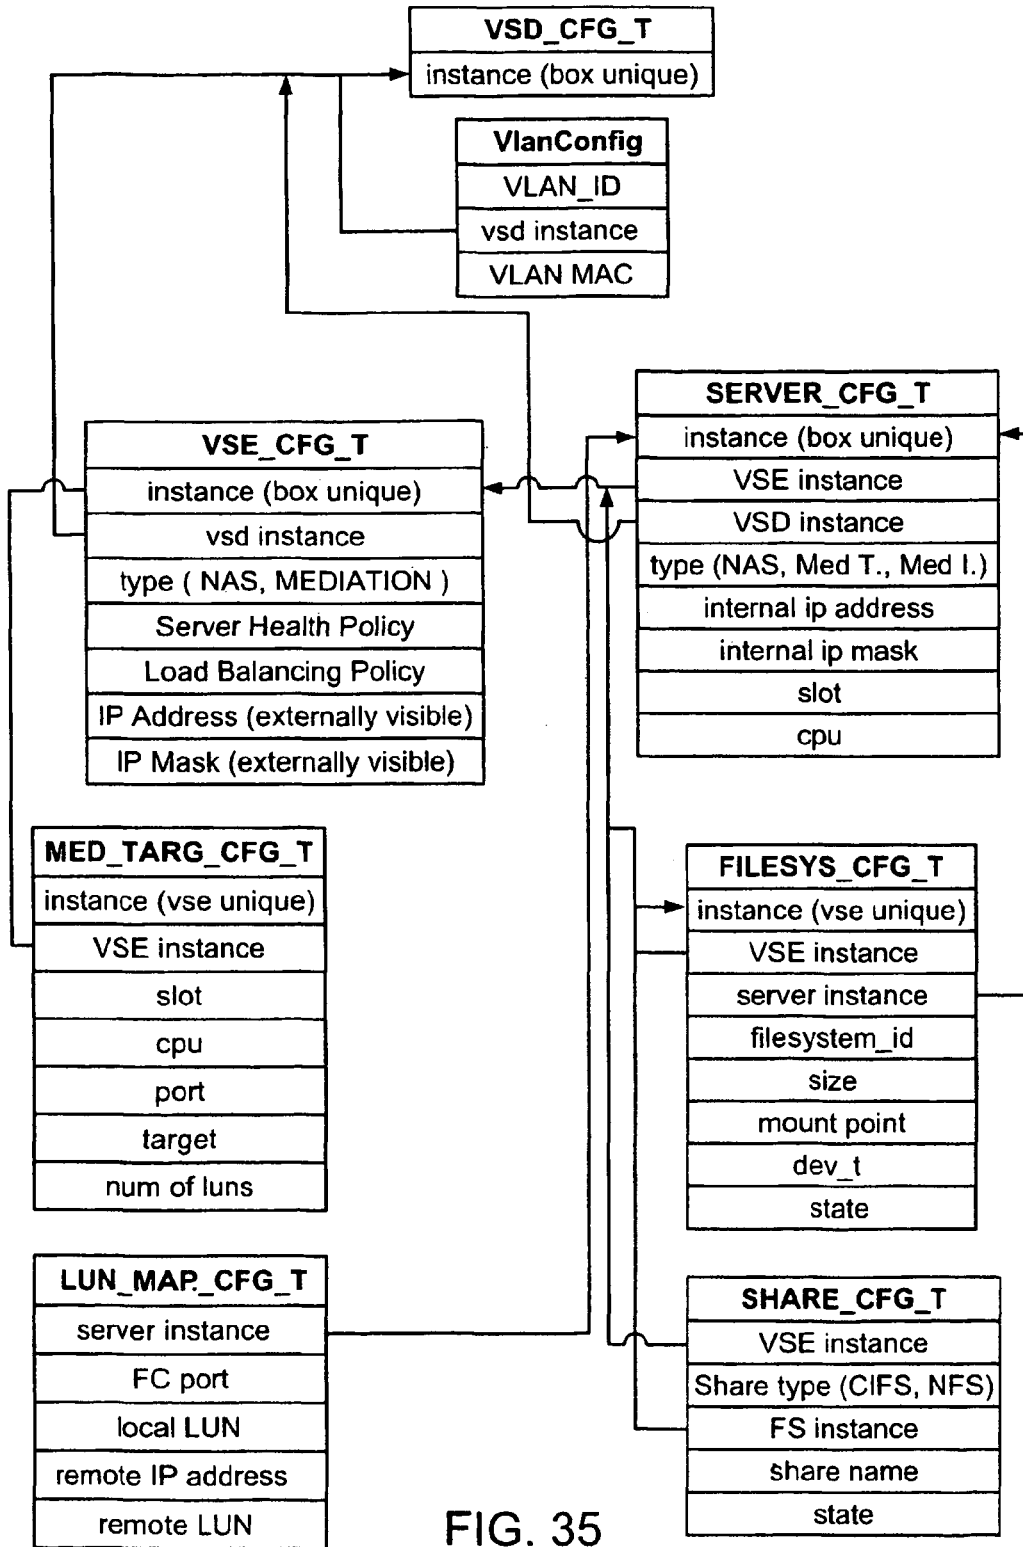 VSD_CFG_T
instance (box unique)
VlanConfig
VLAN_ID
vsd instance
VLAN MAC
SERVER_CFG_T
instance (box unique)
VSE instance
VSD instance
type (NAS, Med T., Med I.)
internal ip address
internal ip mask
slot
cpu
VSE_CFG_T
instance (box unique)
vsd instance
type ( NAS, MEDIATION )
Server Health Policy
Load Balancing Policy
IP Address (externally visible)
IP Mask (externally visible)
MED_TARG_CFG_T
instance (vse unique)
VSE instance
slot
cpu
port
target
num of luns
FILESYS_CFG_T
instance (vse unique)
VSE instance
server instance
filesystem_id
size
mount point
dev_t
state
LUN_MAP._CFG_T
server instance
FC port
local LUN
remote IP address
remote LUN
SHARE_CFG_T
VSE instance
Share type (CIFS, NFS)
FS instance
share name
state
FIG. 35